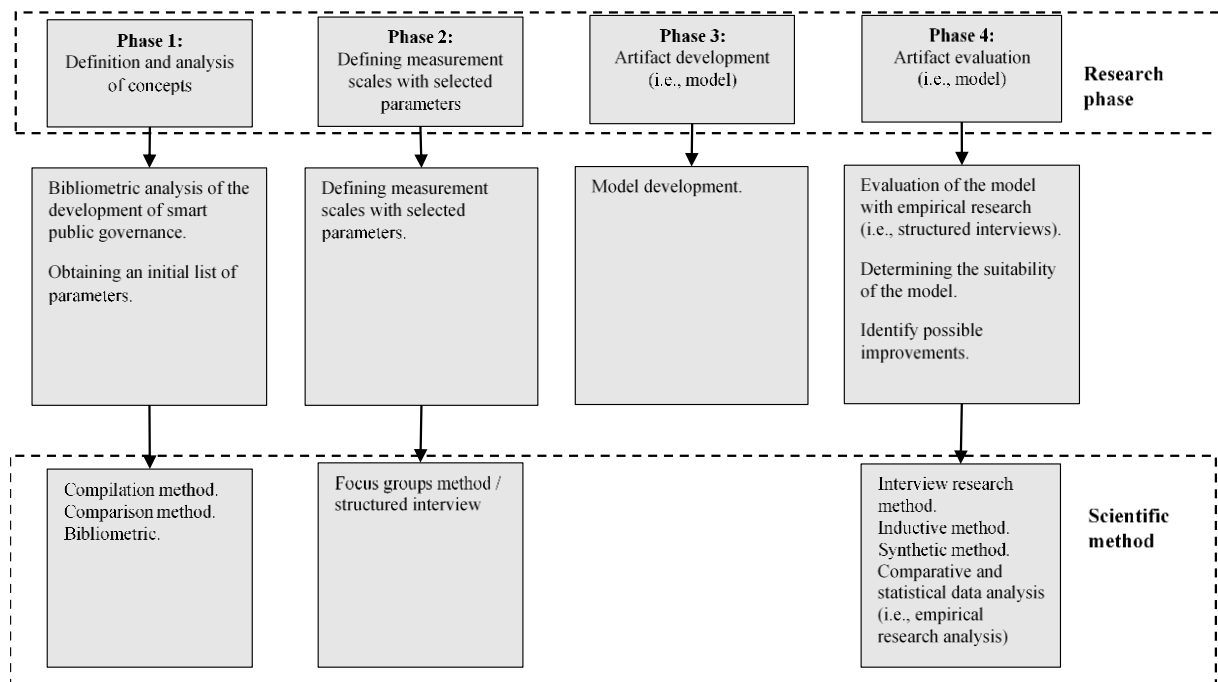 Phase 1:
Definition and analysis
of concepts
Phase 2:
Defining measurement
scales with selected
parameters
Phase 3:
Artifact development
(i.e., model)
Phase 4:
Artifact evaluation
(i.e., model)
Research
phase
Bibliometric analysis of the
development of smart
public governance.
Obtaining an initial list of
parameters.
Defining measurement
scales with selected
parameters.
Model development.
Evaluation of the model
with empirical research
(i.e., structured interviews).
Determining the suitability
of the model.
Identify possible
improvements.
Compilation method.
Comparison method.
Bibliometric.
Focus groups method /
structured interview
Interview research
method.
Inductive method.
Synthetic method.
Comparative and
statistical data analysis
(i.e., empirical
research analysis)
Scientific
method